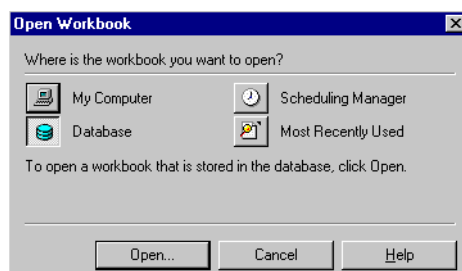 Open Workbook
Where is the workbook you want to open?
My Computer
Scheduling Manager
Database
Most Recently Used
To open a workbook that is stored in the database, click Open.
Open...
Cancel
Help